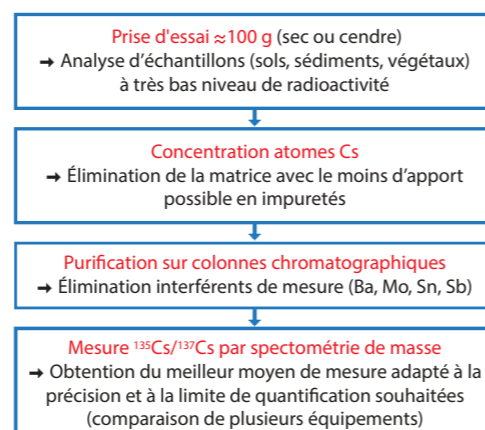 Prise d'essai ≈100 g (sec ou cendre)
→ Analyse d'échantillons (sols, sédiments, végétaux)
à très bas niveau de radioactivité
Concentration atomes Cs
→ Élimination de la matrice avec le moins d'apport
possible en impuretés
Purification sur colonnes chromatographiques
→ Élimination interférents de mesure (Ba, Mo, Sn, Sb)
Mesure ¹³⁵Cs/¹³⁷Cs par spectométrie de masse
→ Obtention du meilleur moyen de mesure adapté à la
précision et à la limite de quantification souhaitées
(comparaison de plusieurs équipements)